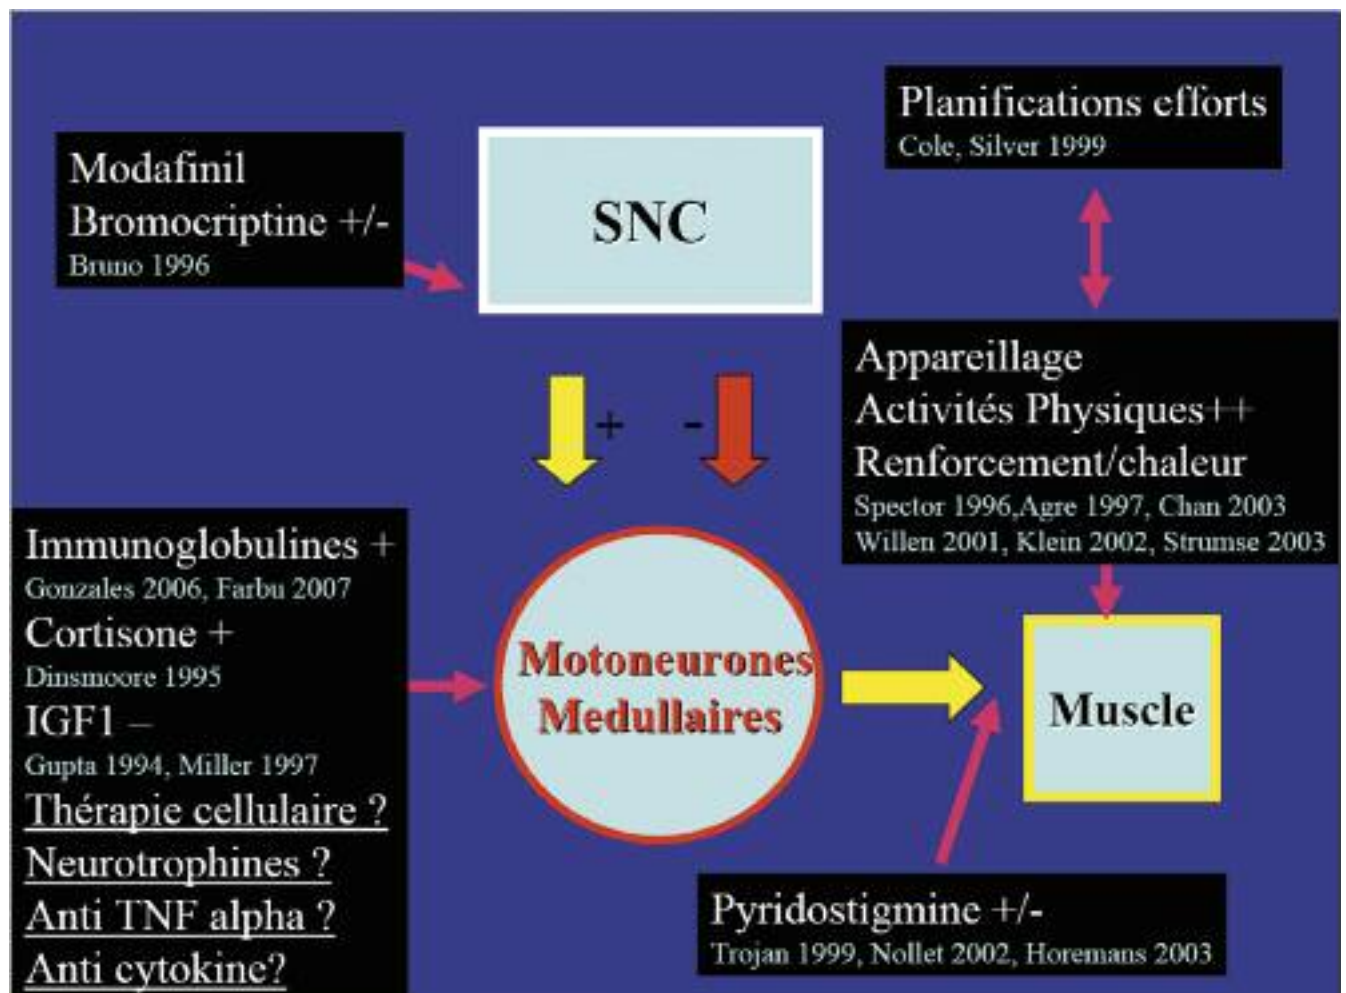 Planifications efforts
Cole, Silver 1999
Modafinil
Bromocriptine +/-
Bruno 1996
SNC
+
-
Appareillage
Activités Physiques++
Renforcement/chaleur
Spector 1996,Agre 1997, Chan 2003
Willen 2001, Klein 2002, Strumse 2003
Immunoglobulines +
Gonzales 2006, Farbu 2007
Cortisone +
Dinsmoore 1995
IGF1 –
Gupta 1994, Miller 1997
Thérapie cellulaire ?
Neurotrophines ?
Anti TNF alpha ?
Anti cytokine?
Motoneurones
Medullaires
Muscle
Pyridostigmine +/-
Trojan 1999, Nollet 2002, Horemans 2003